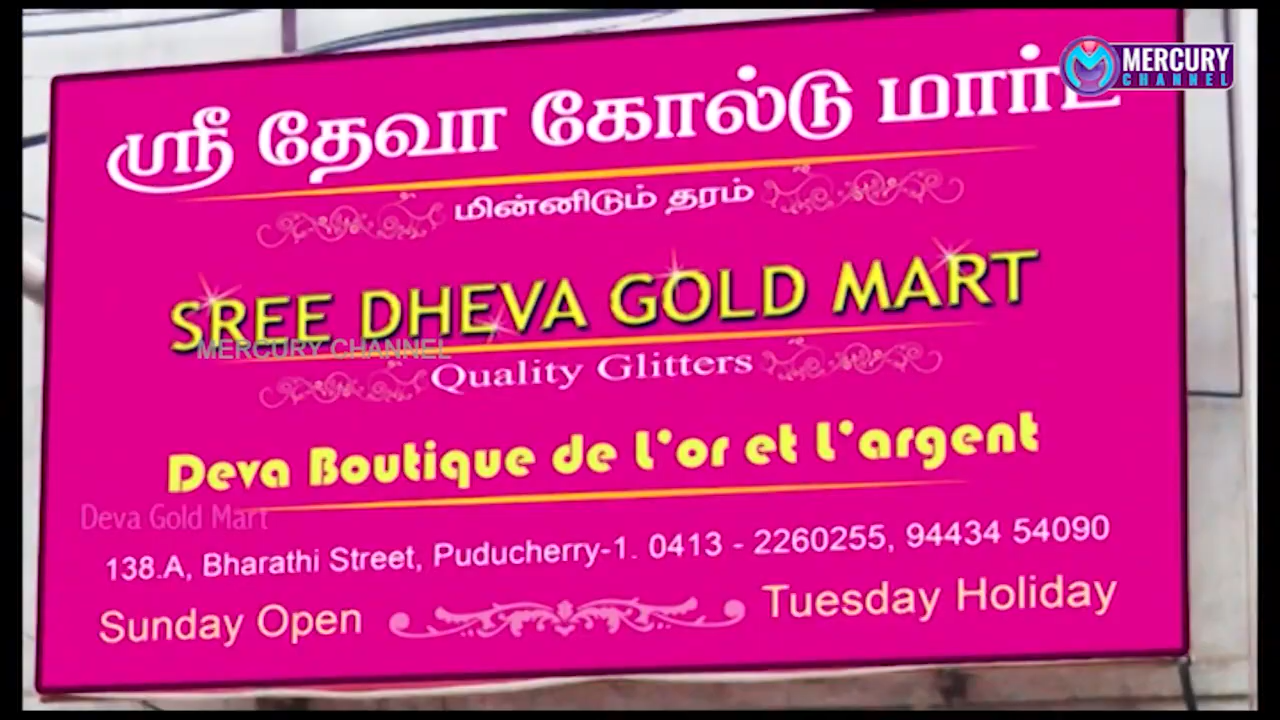 MERCURY
CHANNEL
ஸ்ரீ தேவா கோல்டு மார்ட்
மின்னிடும் தரம்
SREE DHEVA GOLD MART
MERCURY CHANNEL
Quality Glitters
Deva Boutique de L'or et L'argent
Deva Gold Mart
138.A, Bharathi Street, Puducherry-1. 0413 - 2260255, 94434 54090
Sunday Open Tuesday Holiday